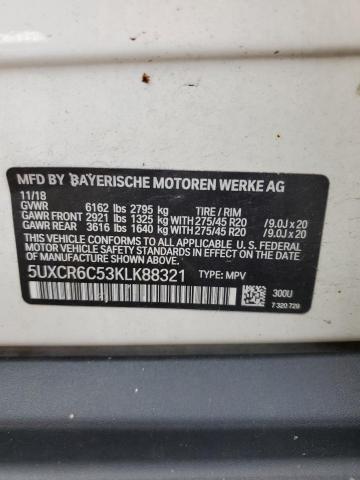 MFD BY BAYERISCHE MOTOREN WERKE AG
11/18
GVWR 6162 lbs 2795 kg TIRE / RIM
GAWR FRONT 2921 lbs 1325 kg WITH 275/45 R20 /9.0J x 20
GAWR REAR 3616 lbs 1640 kg WITH 275/45 R20 /9.0J x 20
THIS VEHICLE CONFORMS TO ALL APPLICABLE U.S. FEDERAL MOTOR
VEHICLE SAFETY AND THEFT PREVENTION STANDARDS IN EFFECT ON THE
DATE OF MANUFACTURE SHOWN ABOVE.
5UXCR6C53KLK88321 TYPE: MPV
300U
7 320 729